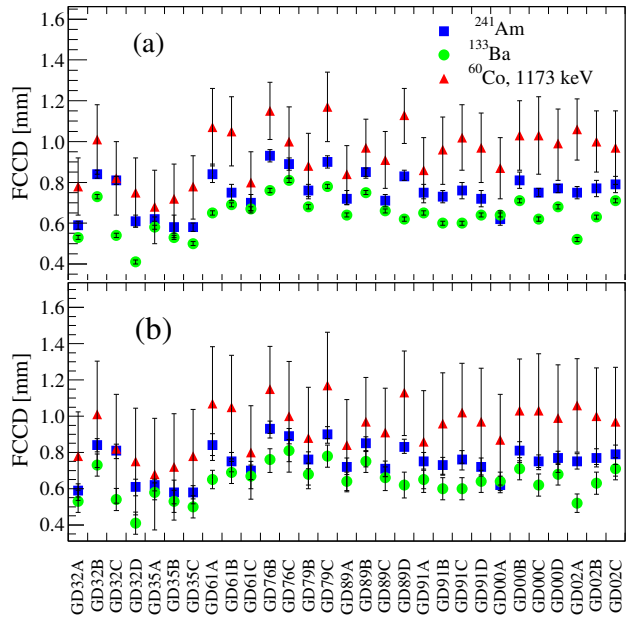 (a)
241Am
133Ba
60Co, 1173 keV
FCCD [mm]
1.6
1.4
1.2
1.0
0.8
0.6
0.4
(b)
FCCD [mm]
1.6
1.4
1.2
1.0
0.8
0.6
0.4
GD32A
GD32B
GD32C
GD32D
GD35A
GD35B
GD35C
GD61A
GD61B
GD61C
GD76B
GD76C
GD79B
GD79C
GD89A
GD89B
GD89C
GD89D
GD91A
GD91B
GD91C
GD91D
GD00A
GD00B
GD00C
GD00D
GD02A
GD02B
GD02C